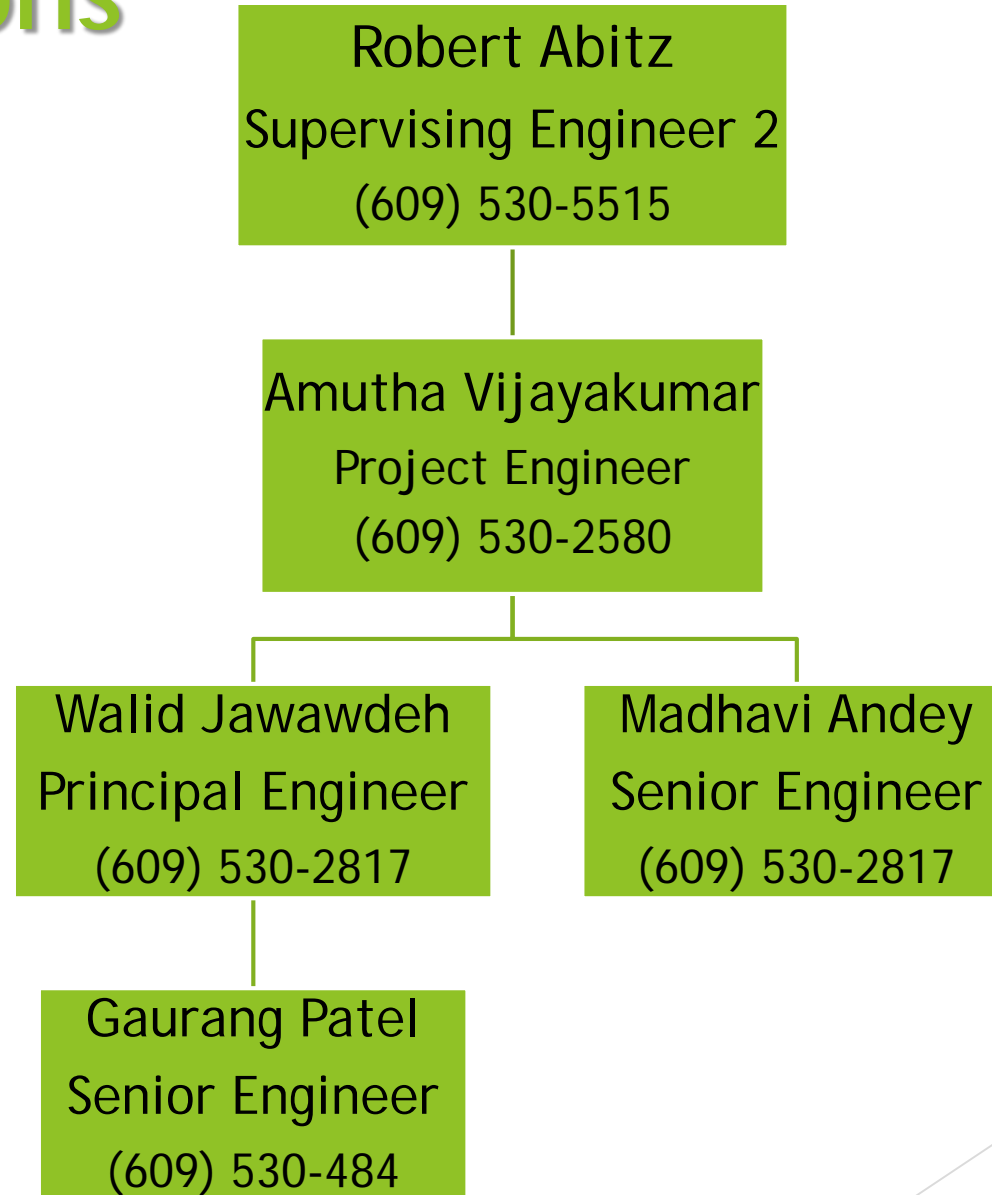 Robert Abitz
Supervising Engineer 2
(609) 530-5515
Amutha Vijayakumar
Project Engineer
(609) 530-2580
Walid Jawawdeh
Principal Engineer
(609) 530-2817
Madhavi Andey
Senior Engineer
(609) 530-2817
Gaurang Patel
Senior Engineer
(609) 530-484